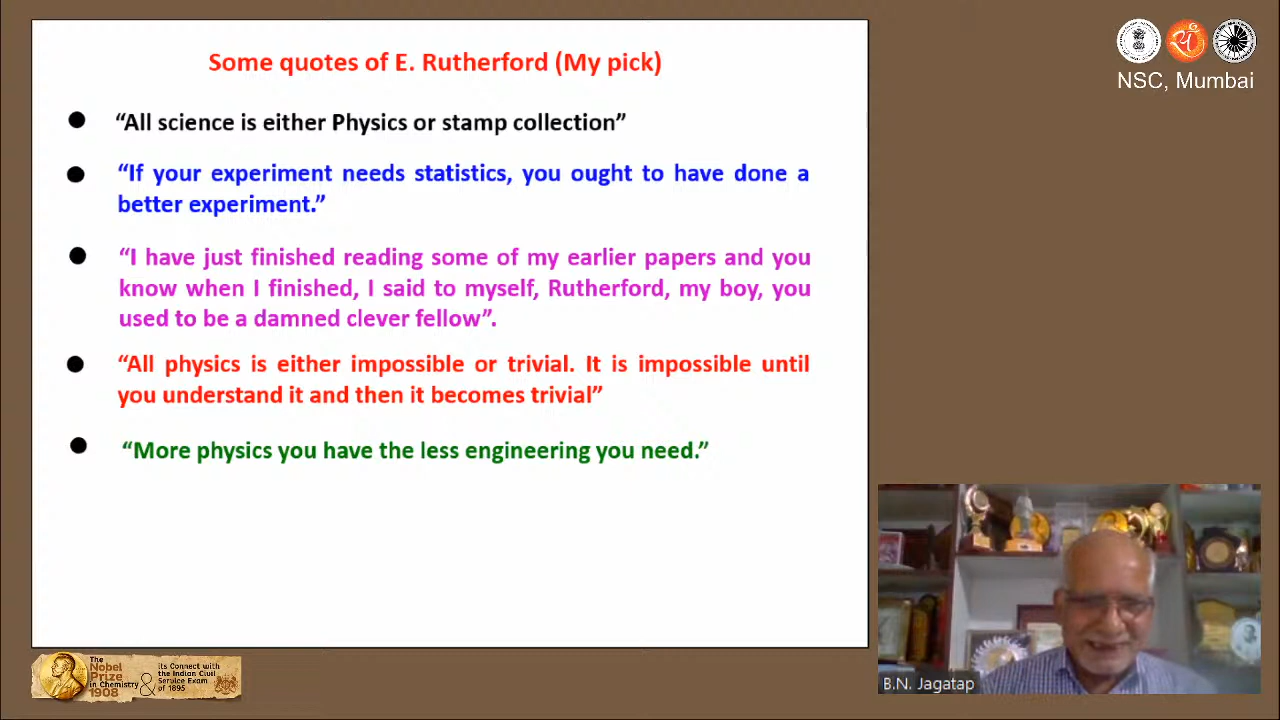 Some quotes of E. Rutherford (My pick)
NSC, Mumbai
● “All science is either Physics or stamp collection”
● “If your experiment needs statistics, you ought to have done a
better experiment.”
● “I have just finished reading some of my earlier papers and you
know when I finished, I said to myself, Rutherford, my boy, you
used to be a damned clever fellow”.
● “All physics is either impossible or trivial. It is impossible until
you understand it and then it becomes trivial”
● “More physics you have the less engineering you need.”
The
Nobel
Prize
in Chemistry
1908
&
its Connect with
the Indian Civil
Service Exam
of 1895
B.N. Jagatap